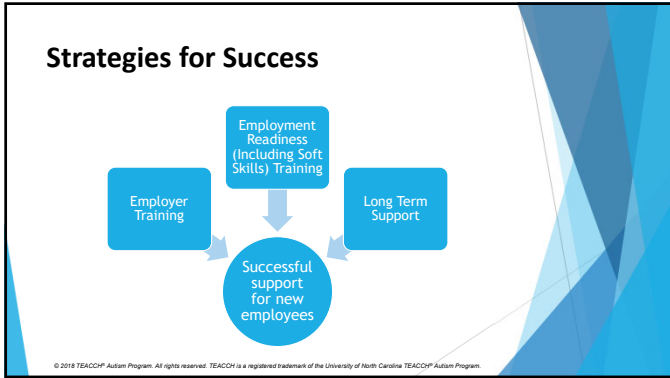 Strategies for Success
Employment
Readiness
(Including Soft
Skills) Training
Employer
Training
Long Term
Support
Successful
support
for new
employees
© 2018 TEACCH® Autism Program. All rights reserved. TEACCH is a registered trademark of the University of North Carolina TEACCH® Autism Program.